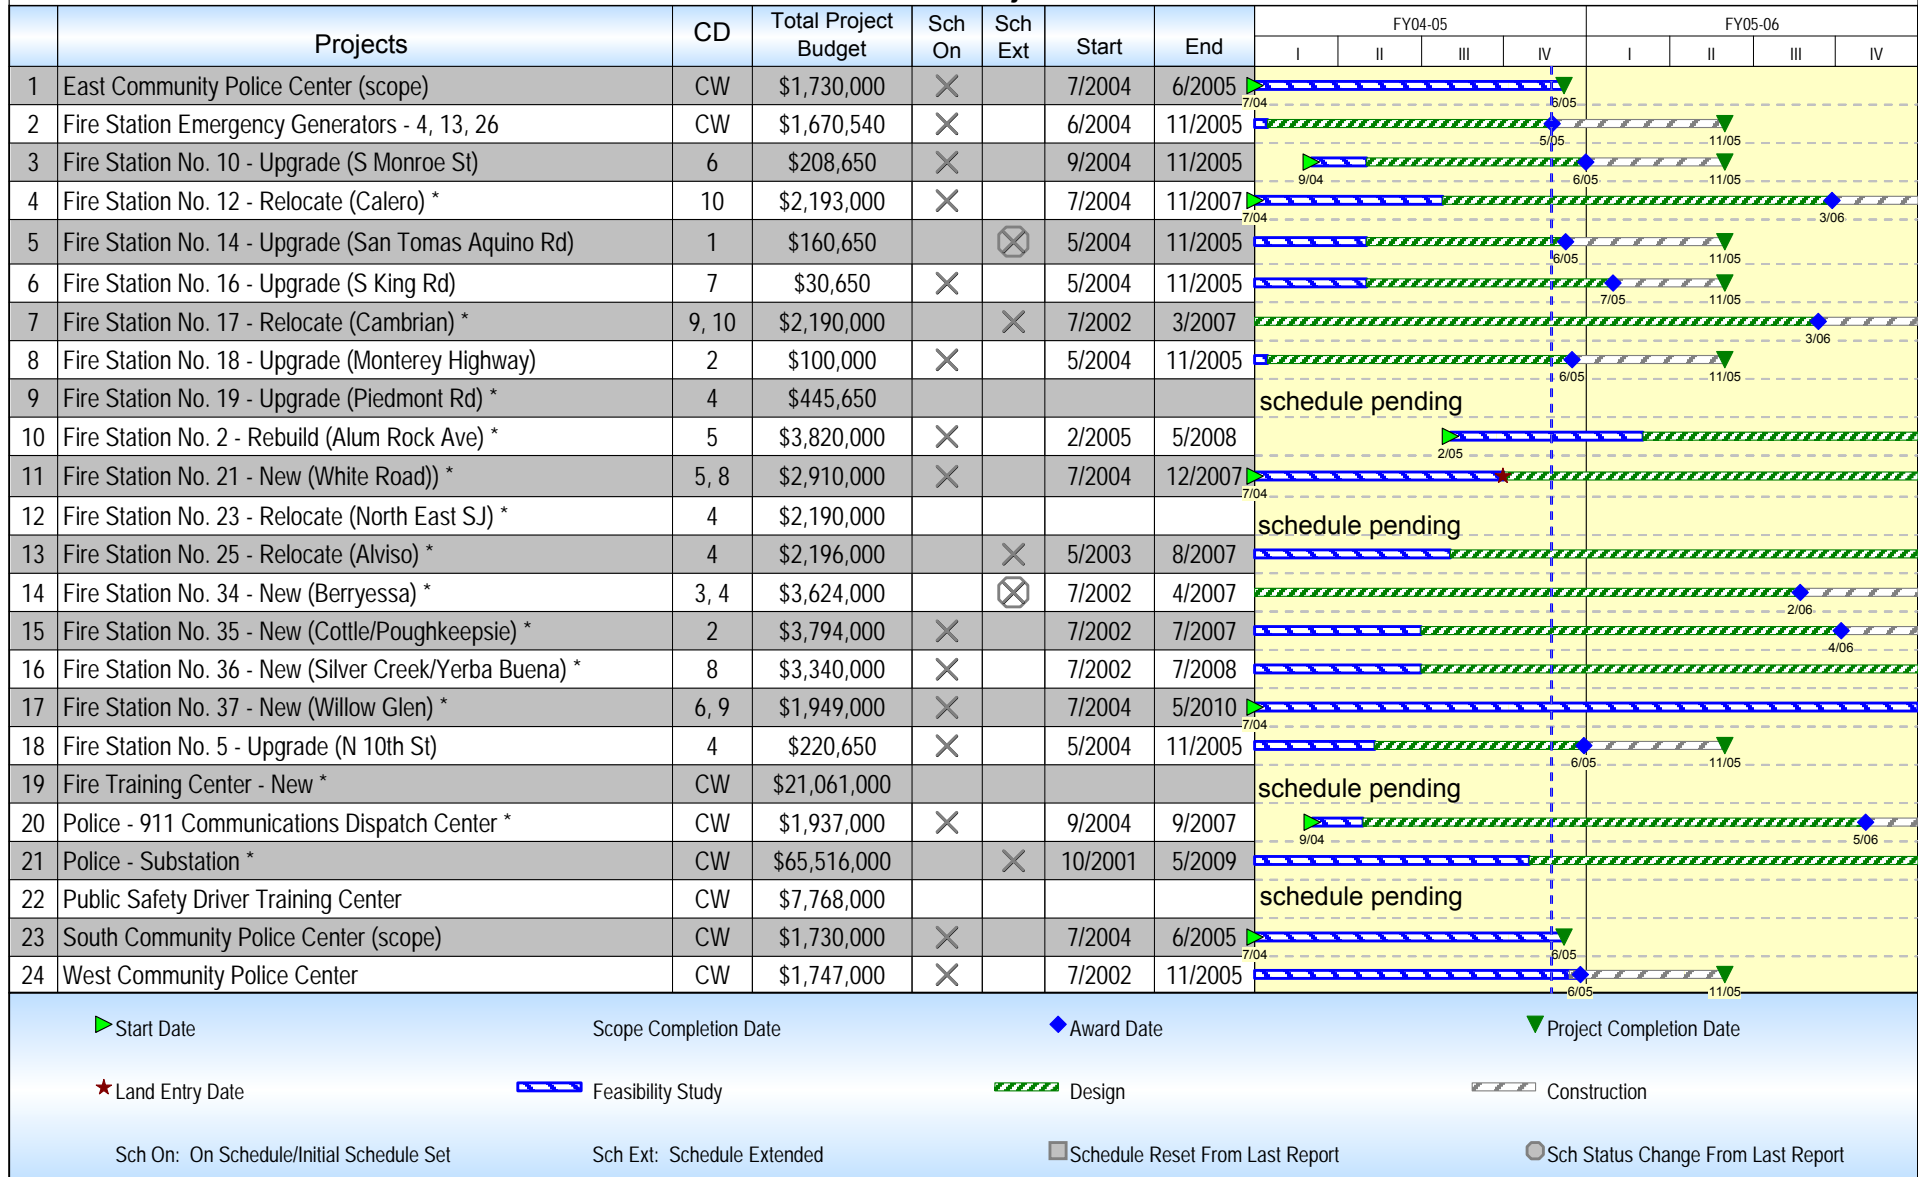 Projects CD Total Project Budget Sch On Sch Ext Start End FY04-05 FY05-06
I II III IV I II III IV
1 East Community Police Center (scope) CW $1,730,000 7/2004 6/2005 7/04 6/05
2 Fire Station Emergency Generators - 4, 13, 26 CW $1,670,540 6/2004 11/2005 5/05 11/05
3 Fire Station No. 10 - Upgrade (S Monroe St) 6 $208,650 9/2004 11/2005 9/04 6/05 11/05
4 Fire Station No. 12 - Relocate (Calero) * 10 $2,193,000 7/2004 11/2007 7/04 3/06
5 Fire Station No. 14 - Upgrade (San Tomas Aquino Rd) 1 $160,650 5/2004 11/2005 6/05 11/05
6 Fire Station No. 16 - Upgrade (S King Rd) 7 $30,650 5/2004 11/2005 7/05 11/05
7 Fire Station No. 17 - Relocate (Cambrian) * 9, 10 $2,190,000 7/2002 3/2007 3/06
8 Fire Station No. 18 - Upgrade (Monterey Highway) 2 $100,000 5/2004 11/2005 6/05 11/05
9 Fire Station No. 19 - Upgrade (Piedmont Rd) * 4 $445,650 schedule pending
10 Fire Station No. 2 - Rebuild (Alum Rock Ave) * 5 $3,820,000 2/2005 5/2008 2/05
11 Fire Station No. 21 - New (White Road)) * 5, 8 $2,910,000 7/2004 12/2007 7/04
12 Fire Station No. 23 - Relocate (North East SJ) * 4 $2,190,000 schedule pending
13 Fire Station No. 25 - Relocate (Alviso) * 4 $2,196,000 5/2003 8/2007
14 Fire Station No. 34 - New (Berryessa) * 3, 4 $3,624,000 7/2002 4/2007 2/06
15 Fire Station No. 35 - New (Cottle/Poughkeepsie) * 2 $3,794,000 7/2002 7/2007 4/06
16 Fire Station No. 36 - New (Silver Creek/Yerba Buena) * 8 $3,340,000 7/2002 7/2008
17 Fire Station No. 37 - New (Willow Glen) * 6, 9 $1,949,000 7/2004 5/2010 7/04
18 Fire Station No. 5 - Upgrade (N 10th St) 4 $220,650 5/2004 11/2005 6/05 11/05
19 Fire Training Center - New * CW $21,061,000 schedule pending
20 Police - 911 Communications Dispatch Center * CW $1,937,000 9/2004 9/2007 9/04 5/06
21 Police - Substation * CW $65,516,000 10/2001 5/2009
22 Public Safety Driver Training Center CW $7,768,000 schedule pending
23 South Community Police Center (scope) CW $1,730,000 7/2004 6/2005 7/04 6/05
24 West Community Police Center CW $1,747,000 7/2002 11/2005 6/05 11/05
Start Date Scope Completion Date Award Date Project Completion Date
Land Entry Date Feasibility Study Design Construction
Sch On: On Schedule/Initial Schedule Set Sch Ext: Schedule Extended Schedule Reset From Last Report Sch Status Change From Last Report